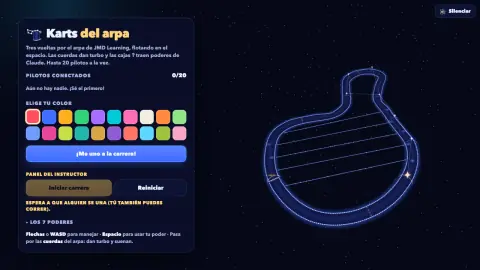 Silenciar
Karts del arpa
Tres vueltas por el arpa de JMD Learning, flotando en el
espacio. Las cuerdas dan turbo y las cajas ? traen poderes de
Claude. Hasta 20 pilotos a la vez.
PILOTOS CONECTADOS 0/20
Aún no hay nadie. ¡Sé el primero!
ELIGE TU COLOR
¡Me uno a la carrera!
PANEL DEL INSTRUCTOR
Iniciar carrera Reiniciar
ESPERA A QUE ALGUIEN SE UNA (TÚ TAMBIÉN PUEDES
CORRER).
LOS 7 PODERES
Flechas o WASD para manejar · Espacio para usar tu poder · Pasa
por las cuerdas del arpa: dan turbo y suenan.